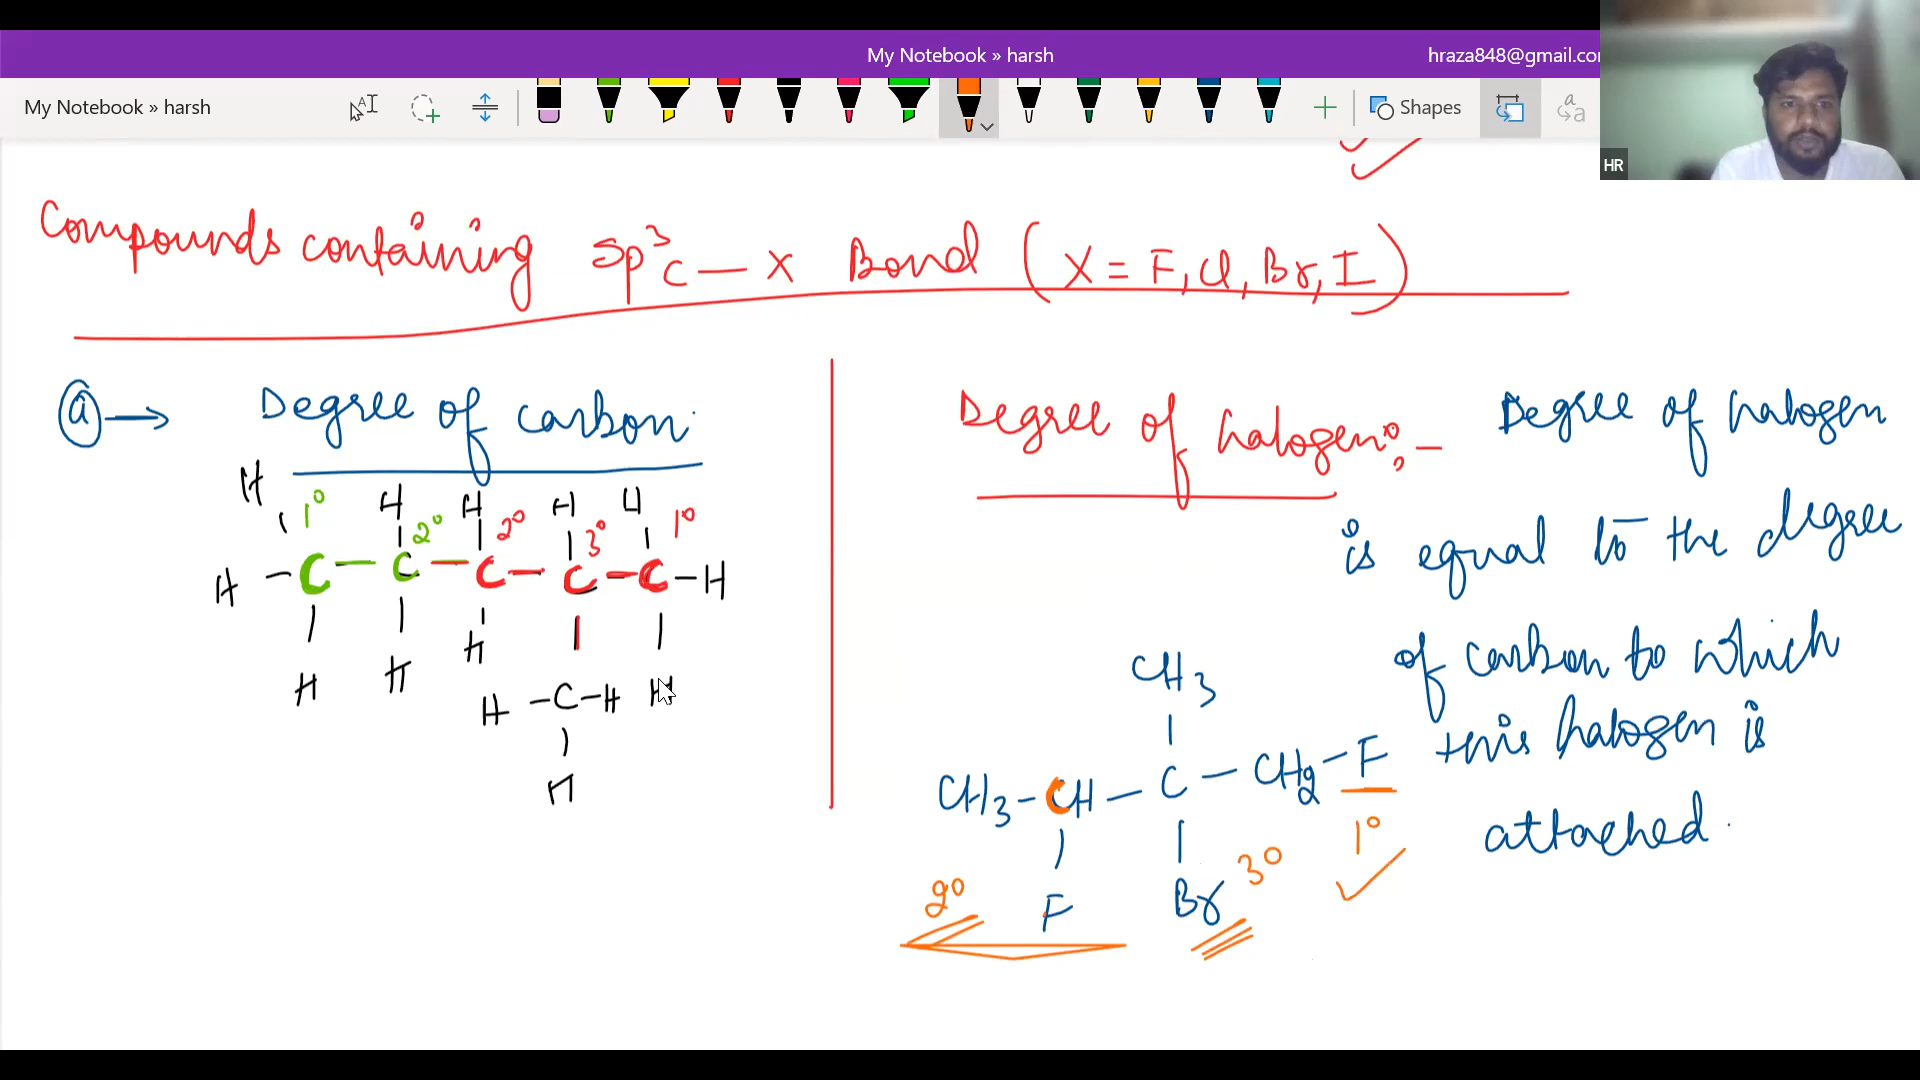 My Notebook » harsh
hraza848@gmail.co
My Notebook » harsh
Shapes
HR
Compounds containing sp³C — X Bond (X = F, Cl, Br, I)
a → Degree of carbon
H H H H H
1° 2° 2° 3° 1°
H - C - C - C - C - C - H
H H H H - C - H H
H
Degree of halogen :-
Degree of halogen
is equal to the degree
of carbon to which
this halogen is
attached.
CH3
CH3 - CH - C - CH2 - F
1°
2° F Br 3°